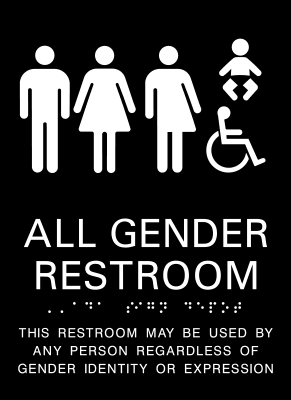 ALL GENDER
RESTROOM
⠠⠠⠁⠙⠁ ⠎⠊⠛⠝ ⠙⠑⠏⠕⠞
THIS RESTROOM MAY BE USED BY
ANY PERSON REGARDLESS OF
GENDER IDENTITY OR EXPRESSION